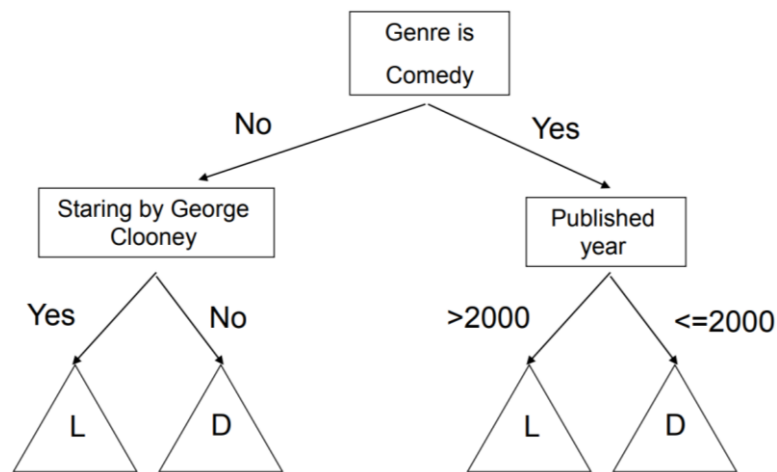 Genre is
Comedy
No
Yes
Staring by George
Clooney
Published
year
Yes
No
>2000
<=2000
L
D
L
D